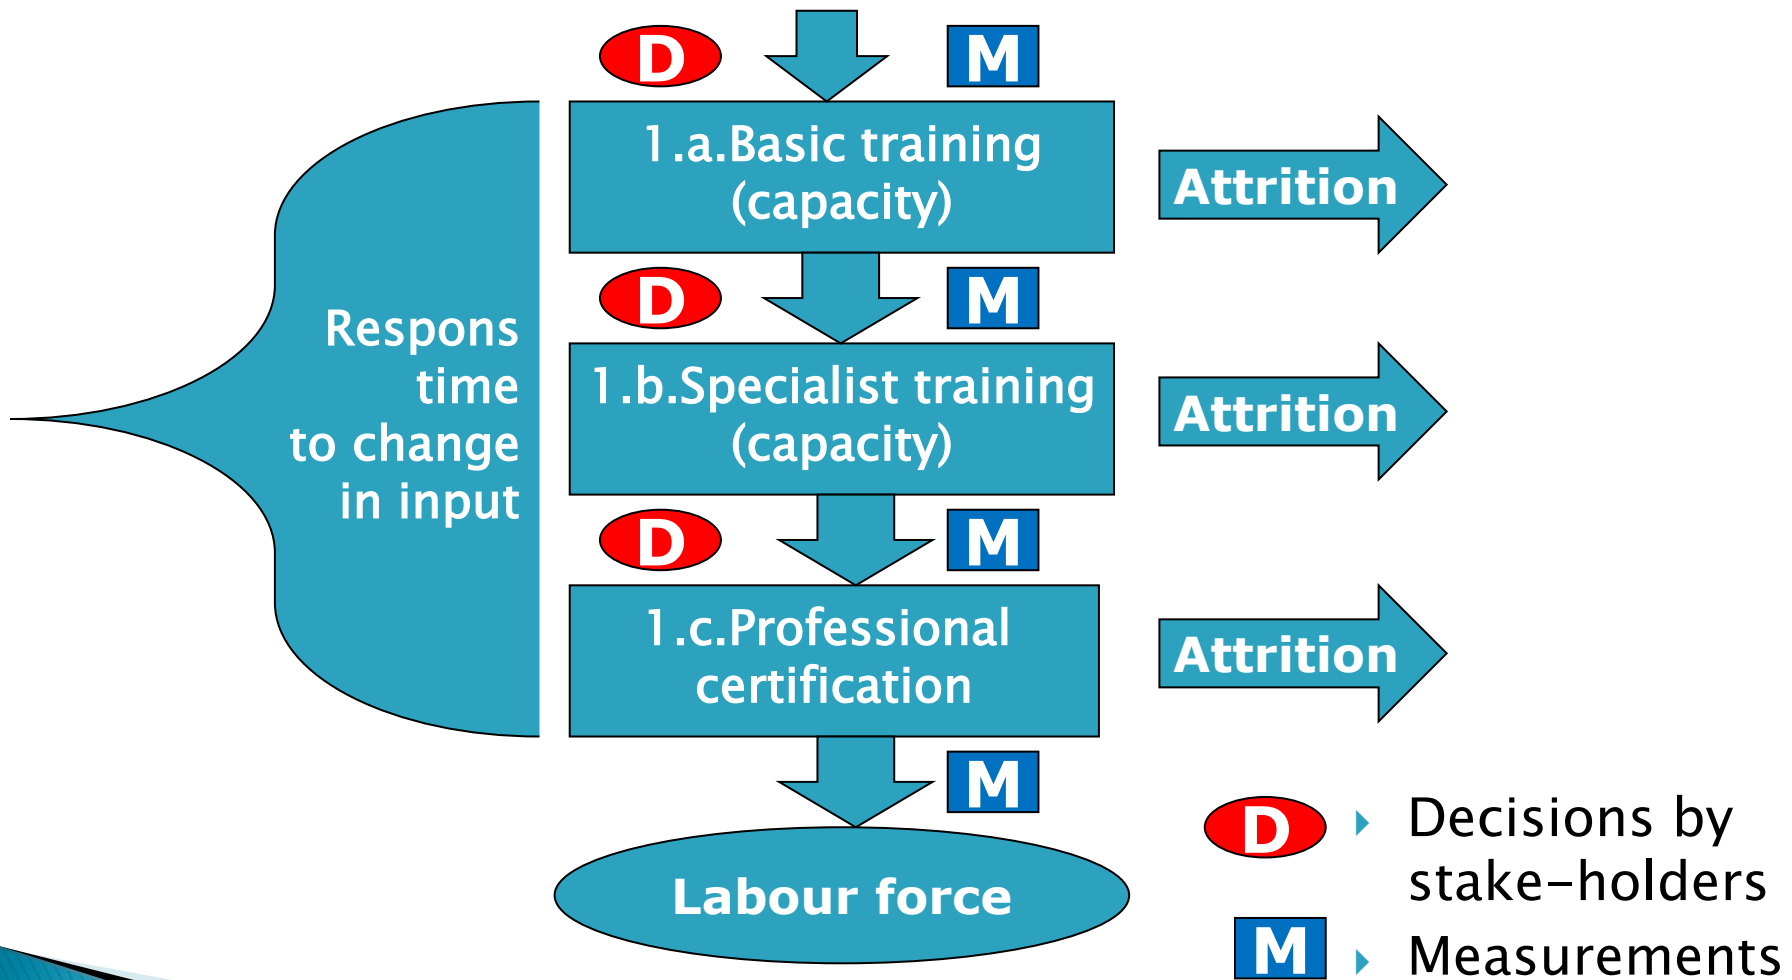 D
M
1.a.Basic training
(capacity)
Attrition
D
M
Respons
time
to change
in input
1.b.Specialist training
(capacity)
Attrition
D
M
1.c.Professional
certification
Attrition
M
Labour force
D
Decisions by
stake-holders
M
Measurements